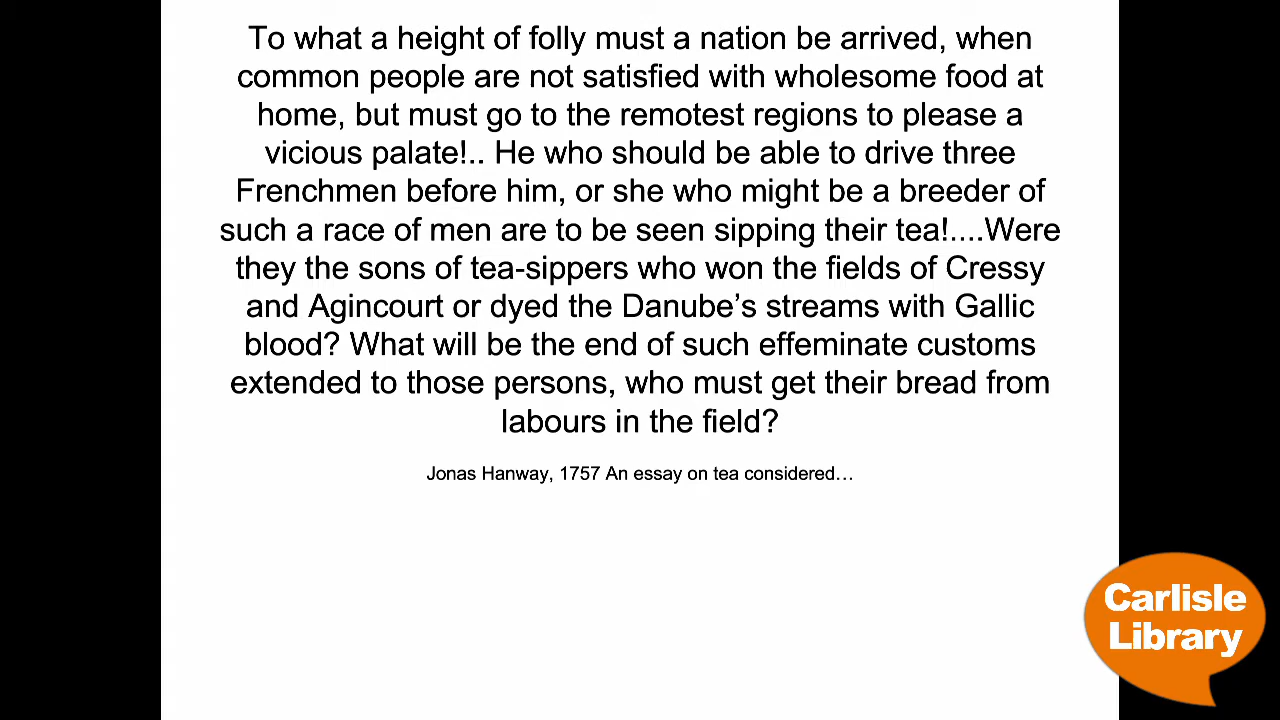 To what a height of folly must a nation be arrived, when
common people are not satisfied with wholesome food at
home, but must go to the remotest regions to please a
vicious palate!.. He who should be able to drive three
Frenchmen before him, or she who might be a breeder of
such a race of men are to be seen sipping their tea!....Were
they the sons of tea-sippers who won the fields of Cressy
and Agincourt or dyed the Danube’s streams with Gallic
blood? What will be the end of such effeminate customs
extended to those persons, who must get their bread from
labours in the field?
Jonas Hanway, 1757 An essay on tea considered…
Carlisle
Library